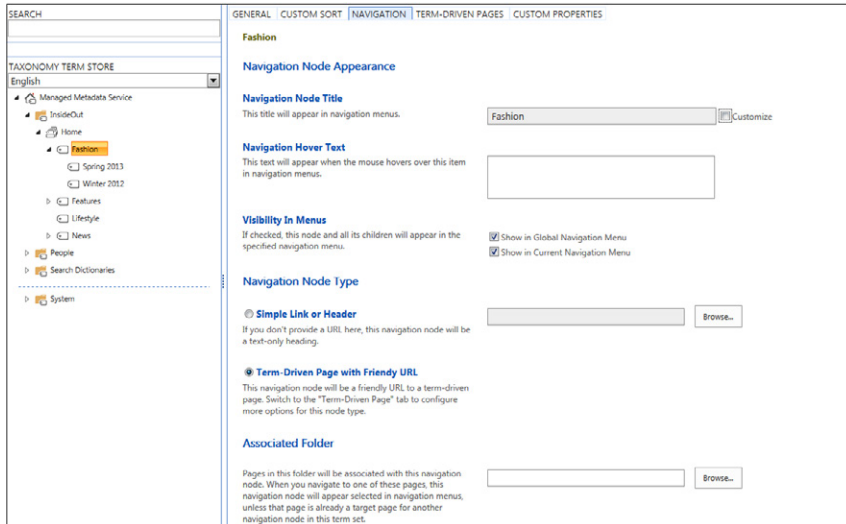 SEARCH
TAXONOMY TERM STORE
English
Managed Metadata Service
InsideOut
Home
Fashion
Spring 2013
Winter 2012
Features
Lifestyle
News
People
Search Dictionaries
System
GENERAL CUSTOM SORT NAVIGATION TERM-DRIVEN PAGES CUSTOM PROPERTIES
Fashion
Navigation Node Appearance
Navigation Node Title
This title will appear in navigation menus.
Fashion
Customize
Navigation Hover Text
This text will appear when the mouse hovers over this item
in navigation menus.
Visibility In Menus
If checked, this node and all its children will appear in the
specified navigation menu.
Show in Global Navigation Menu
Show in Current Navigation Menu
Navigation Node Type
Simple Link or Header
If you don't provide a URL here, this navigation node will be
a text-only heading.
Browse...
Term-Driven Page with Friendly URL
This navigation node will be a friendly URL to a term-driven
page. Switch to the "Term-Driven Page" tab to configure
more options for this node type.
Associated Folder
Pages in this folder will be associated with this navigation
node. When you navigate to one of these pages, this
navigation node will appear selected in navigation menus,
unless that page is already a target page for another
navigation node in this term set.
Browse...